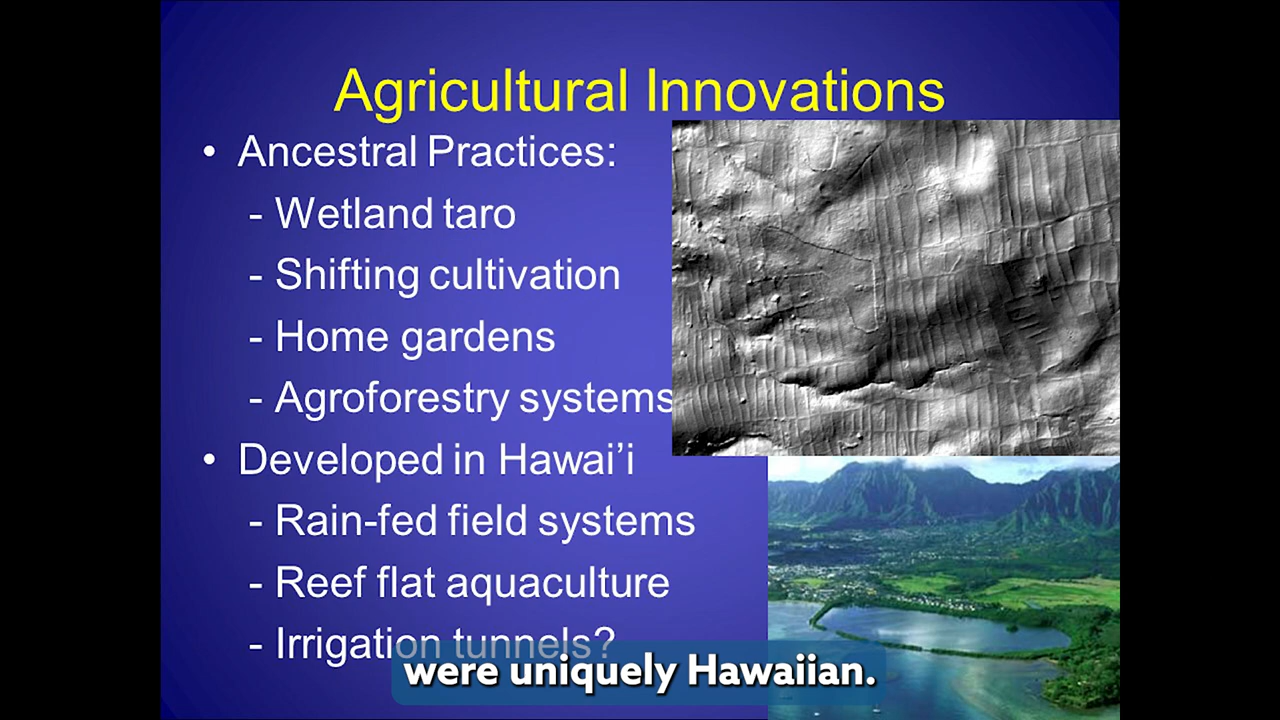 Agricultural Innovations
• Ancestral Practices:
- Wetland taro
- Shifting cultivation
- Home gardens
- Agroforestry systems
• Developed in Hawai’i
- Rain-fed field systems
- Reef flat aquaculture
- Irrigation tunnels?
were uniquely Hawaiian.